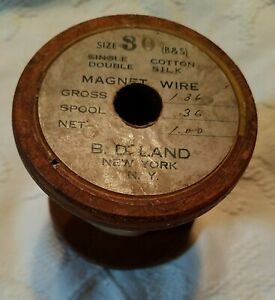 SIZE 30 (B&S)
SINGLE COTTON
DOUBLE SILK
MAGNET WIRE
GROSS 1.36
SPOOL .36
NET 1.00
B. D. LAND
NEW YORK
N. Y.